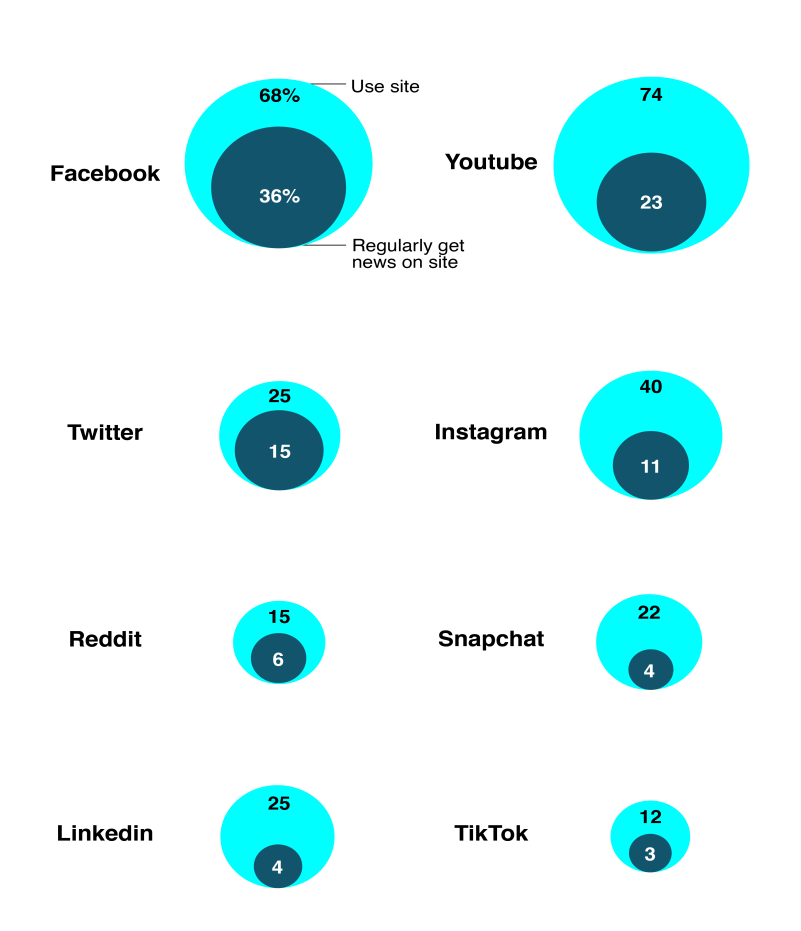 68%
Use site
Facebook
36%
Regularly get
news on site
74
Youtube
23
25
Twitter
15
40
Instagram
11
15
Reddit
6
22
Snapchat
4
25
Linkedin
4
12
TikTok
3